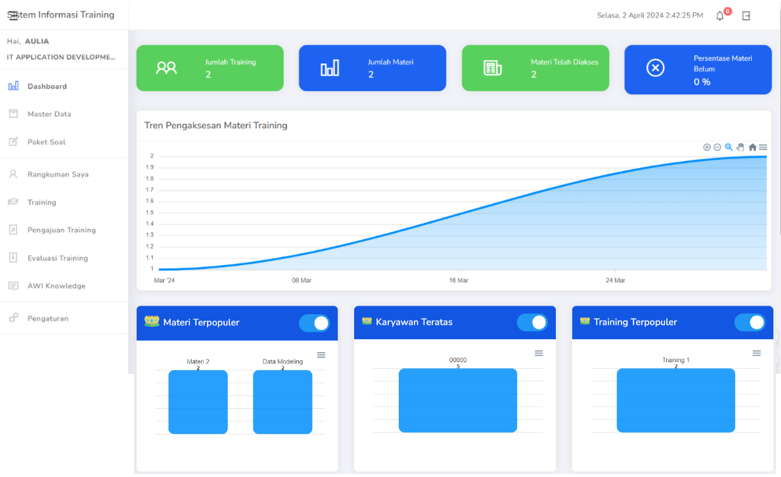 Sistem Informasi Training
Selasa, 2 April 2024 2:42:25 PM
0
Hai, AULIA
IT APPLICATION DEVELOPME...
Dashboard
Master Data
Paket Soal
Rangkuman Saya
Training
Pengajuan Training
Evaluasi Training
AWI Knowledge
Pengaturan
Jumlah Training
2
Jumlah Materi
2
Materi Telah Diakses
2
Persentase Materi
Belum
0 %
Tren Pengaksesan Materi Training
2
1.9
1.8
1.7
1.6
1.5
1.4
1.3
1.2
1.1
1
Mar '24
08 Mar
16 Mar
24 Mar
Materi Terpopuler
Materi 2
2
Data Modeling
2
Karyawan Teratas
00000
5
Training Terpopuler
Training 1
2